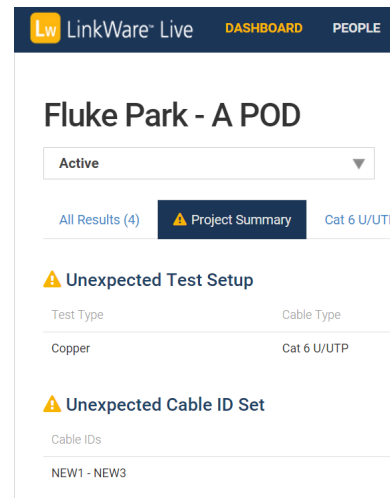 Lw LinkWare™ Live DASHBOARD PEOPLE
Fluke Park - A POD
Active
All Results (4) Project Summary Cat 6 U/UT
Unexpected Test Setup
Test Type Cable Type
Copper Cat 6 U/UTP
Unexpected Cable ID Set
Cable IDs
NEW1 - NEW3